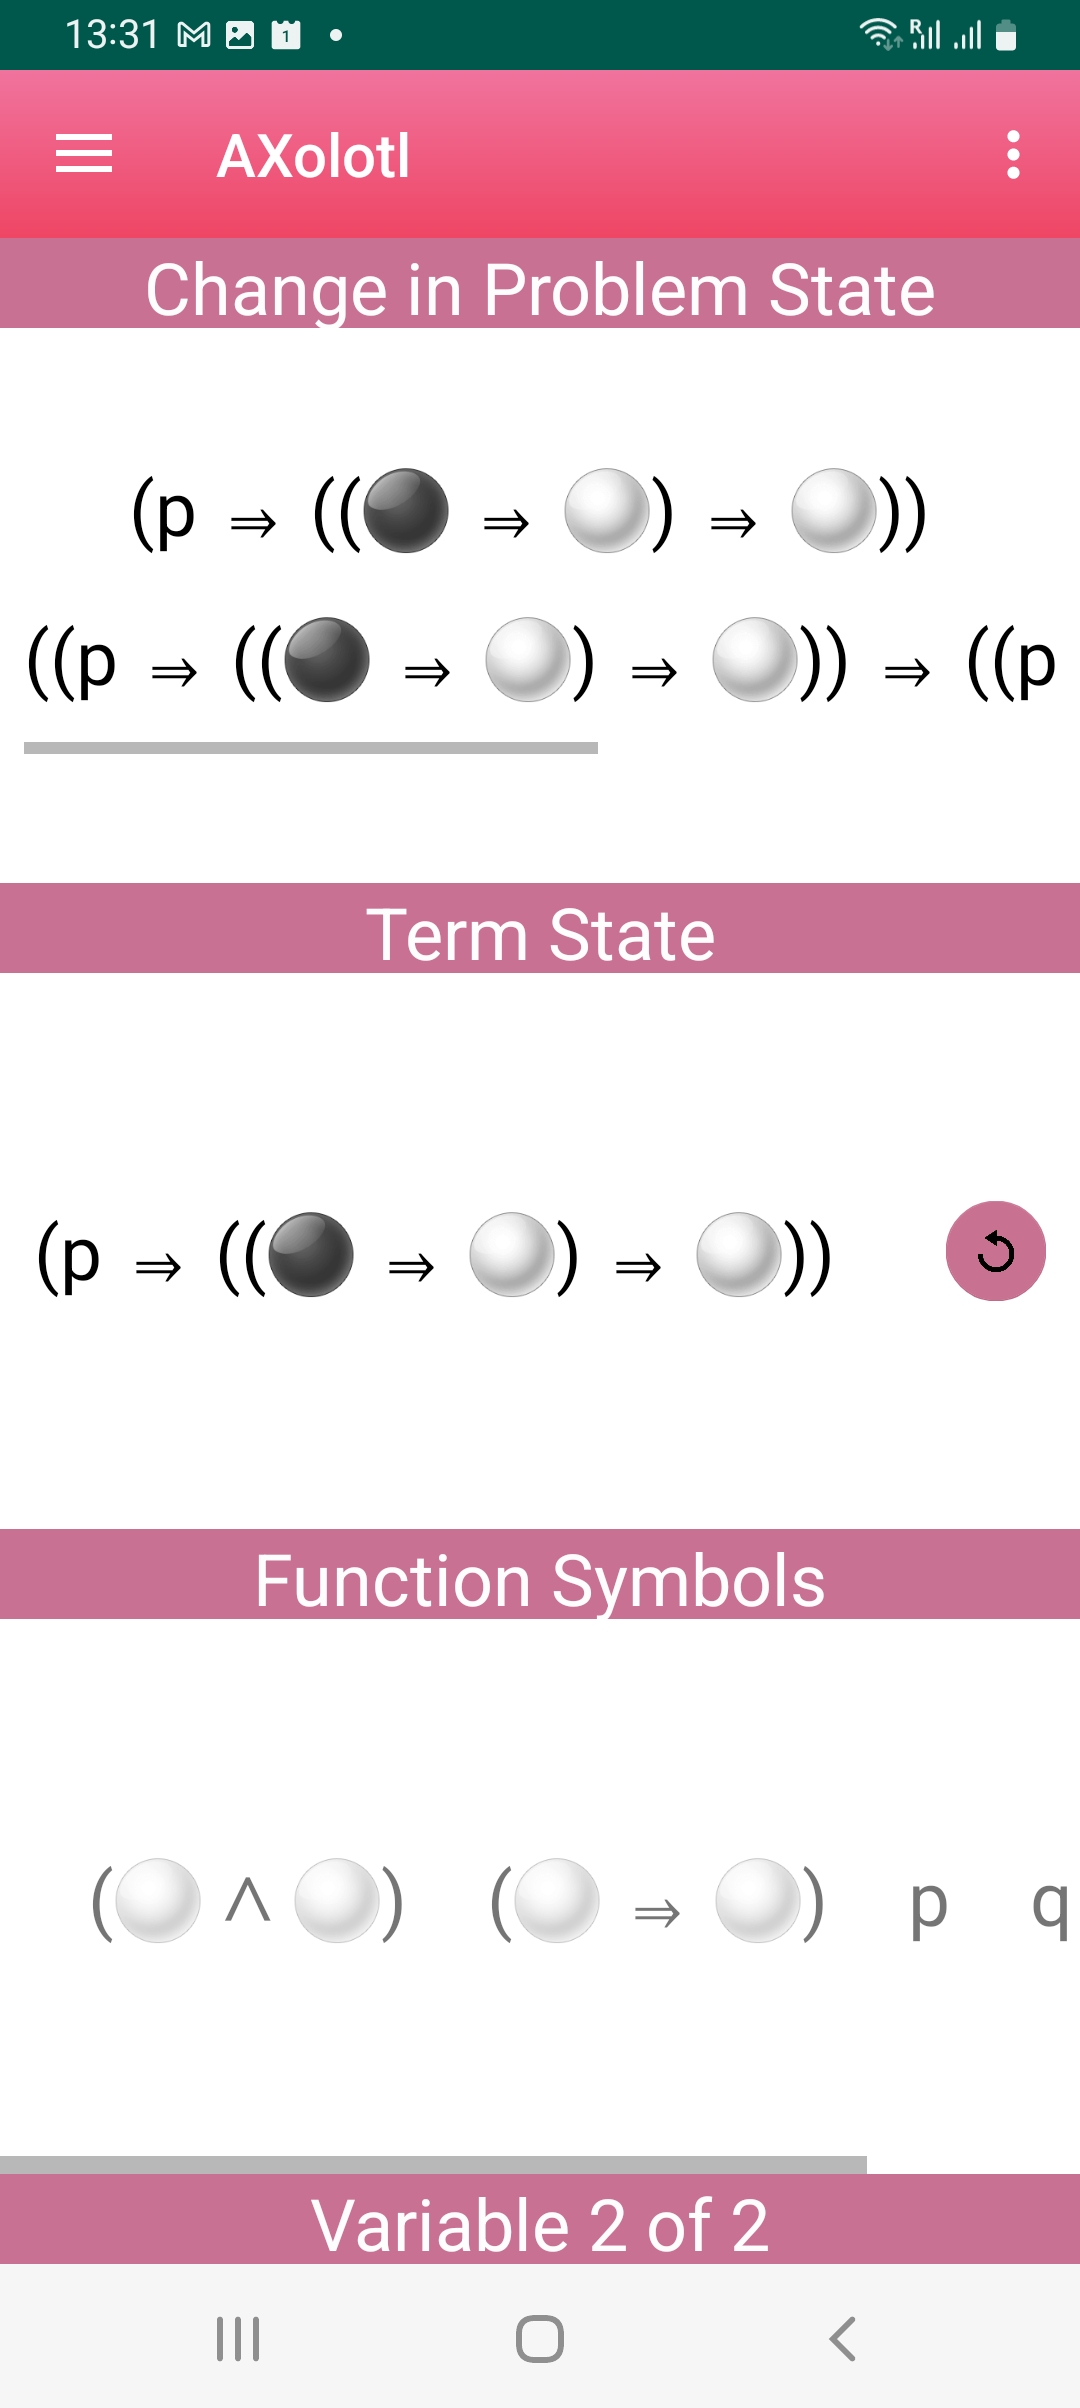 13:31
AXolotl
Change in Problem State
(p ⇒ ((⚫ ⇒ ⚪) ⇒ ⚪))
((p ⇒ ((⚫ ⇒ ⚪) ⇒ ⚪)) ⇒ ((p
Term State
(p ⇒ ((⚫ ⇒ ⚪) ⇒ ⚪))
Function Symbols
(⚪ ∧ ⚪) (⚪ ⇒ ⚪) p q
Variable 2 of 2